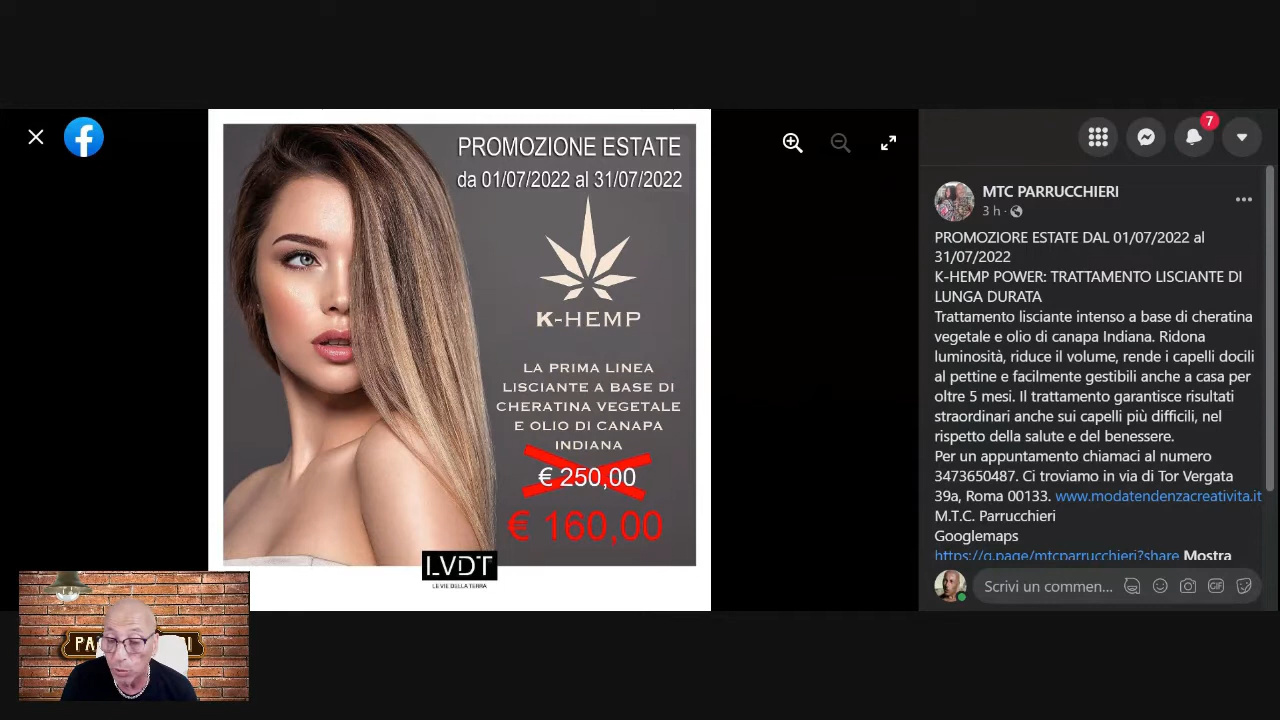 PROMOZIONE ESTATE
da 01/07/2022 al 31/07/2022
K-HEMP
LA PRIMA LINEA
LISCIANTE A BASE DI
CHERATINA VEGETALE
E OLIO DI CANAPA
INDIANA
€ 250,00
€ 160,00
LVDT
LE VIE DELLA TERRA
7
MTC PARRUCCHIERI
3 h ·
PROMOZIORE ESTATE DAL 01/07/2022 al
31/07/2022
K-HEMP POWER: TRATTAMENTO LISCIANTE DI
LUNGA DURATA
Trattamento lisciante intenso a base di cheratina
vegetale e olio di canapa Indiana. Ridona
luminosità, riduce il volume, rende i capelli docili
al pettine e facilmente gestibili anche a casa per
oltre 5 mesi. Il trattamento garantisce risultati
straordinari anche sui capelli più difficili, nel
rispetto della salute e del benessere.
Per un appuntamento chiamaci al numero
3473650487. Ci troviamo in via di Tor Vergata
39a, Roma 00133. www.modatendenzacreativita.it
M.T.C. Parrucchieri
Googlemaps
https://g.page/mtcparrucchieri?share Mostra
Scrivi un commen...
GIF